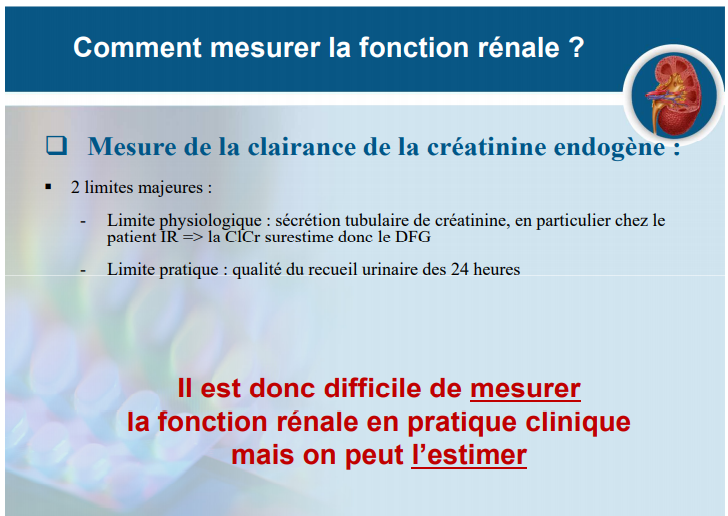 Comment mesurer la fonction rénale ?
❑ Mesure de la clairance de la créatinine endogène :
▪ 2 limites majeures :
- Limite physiologique : sécrétion tubulaire de créatinine, en particulier chez le
patient IR => la ClCr surestime donc le DFG
- Limite pratique : qualité du recueil urinaire des 24 heures
Il est donc difficile de mesurer
la fonction rénale en pratique clinique
mais on peut l’estimer